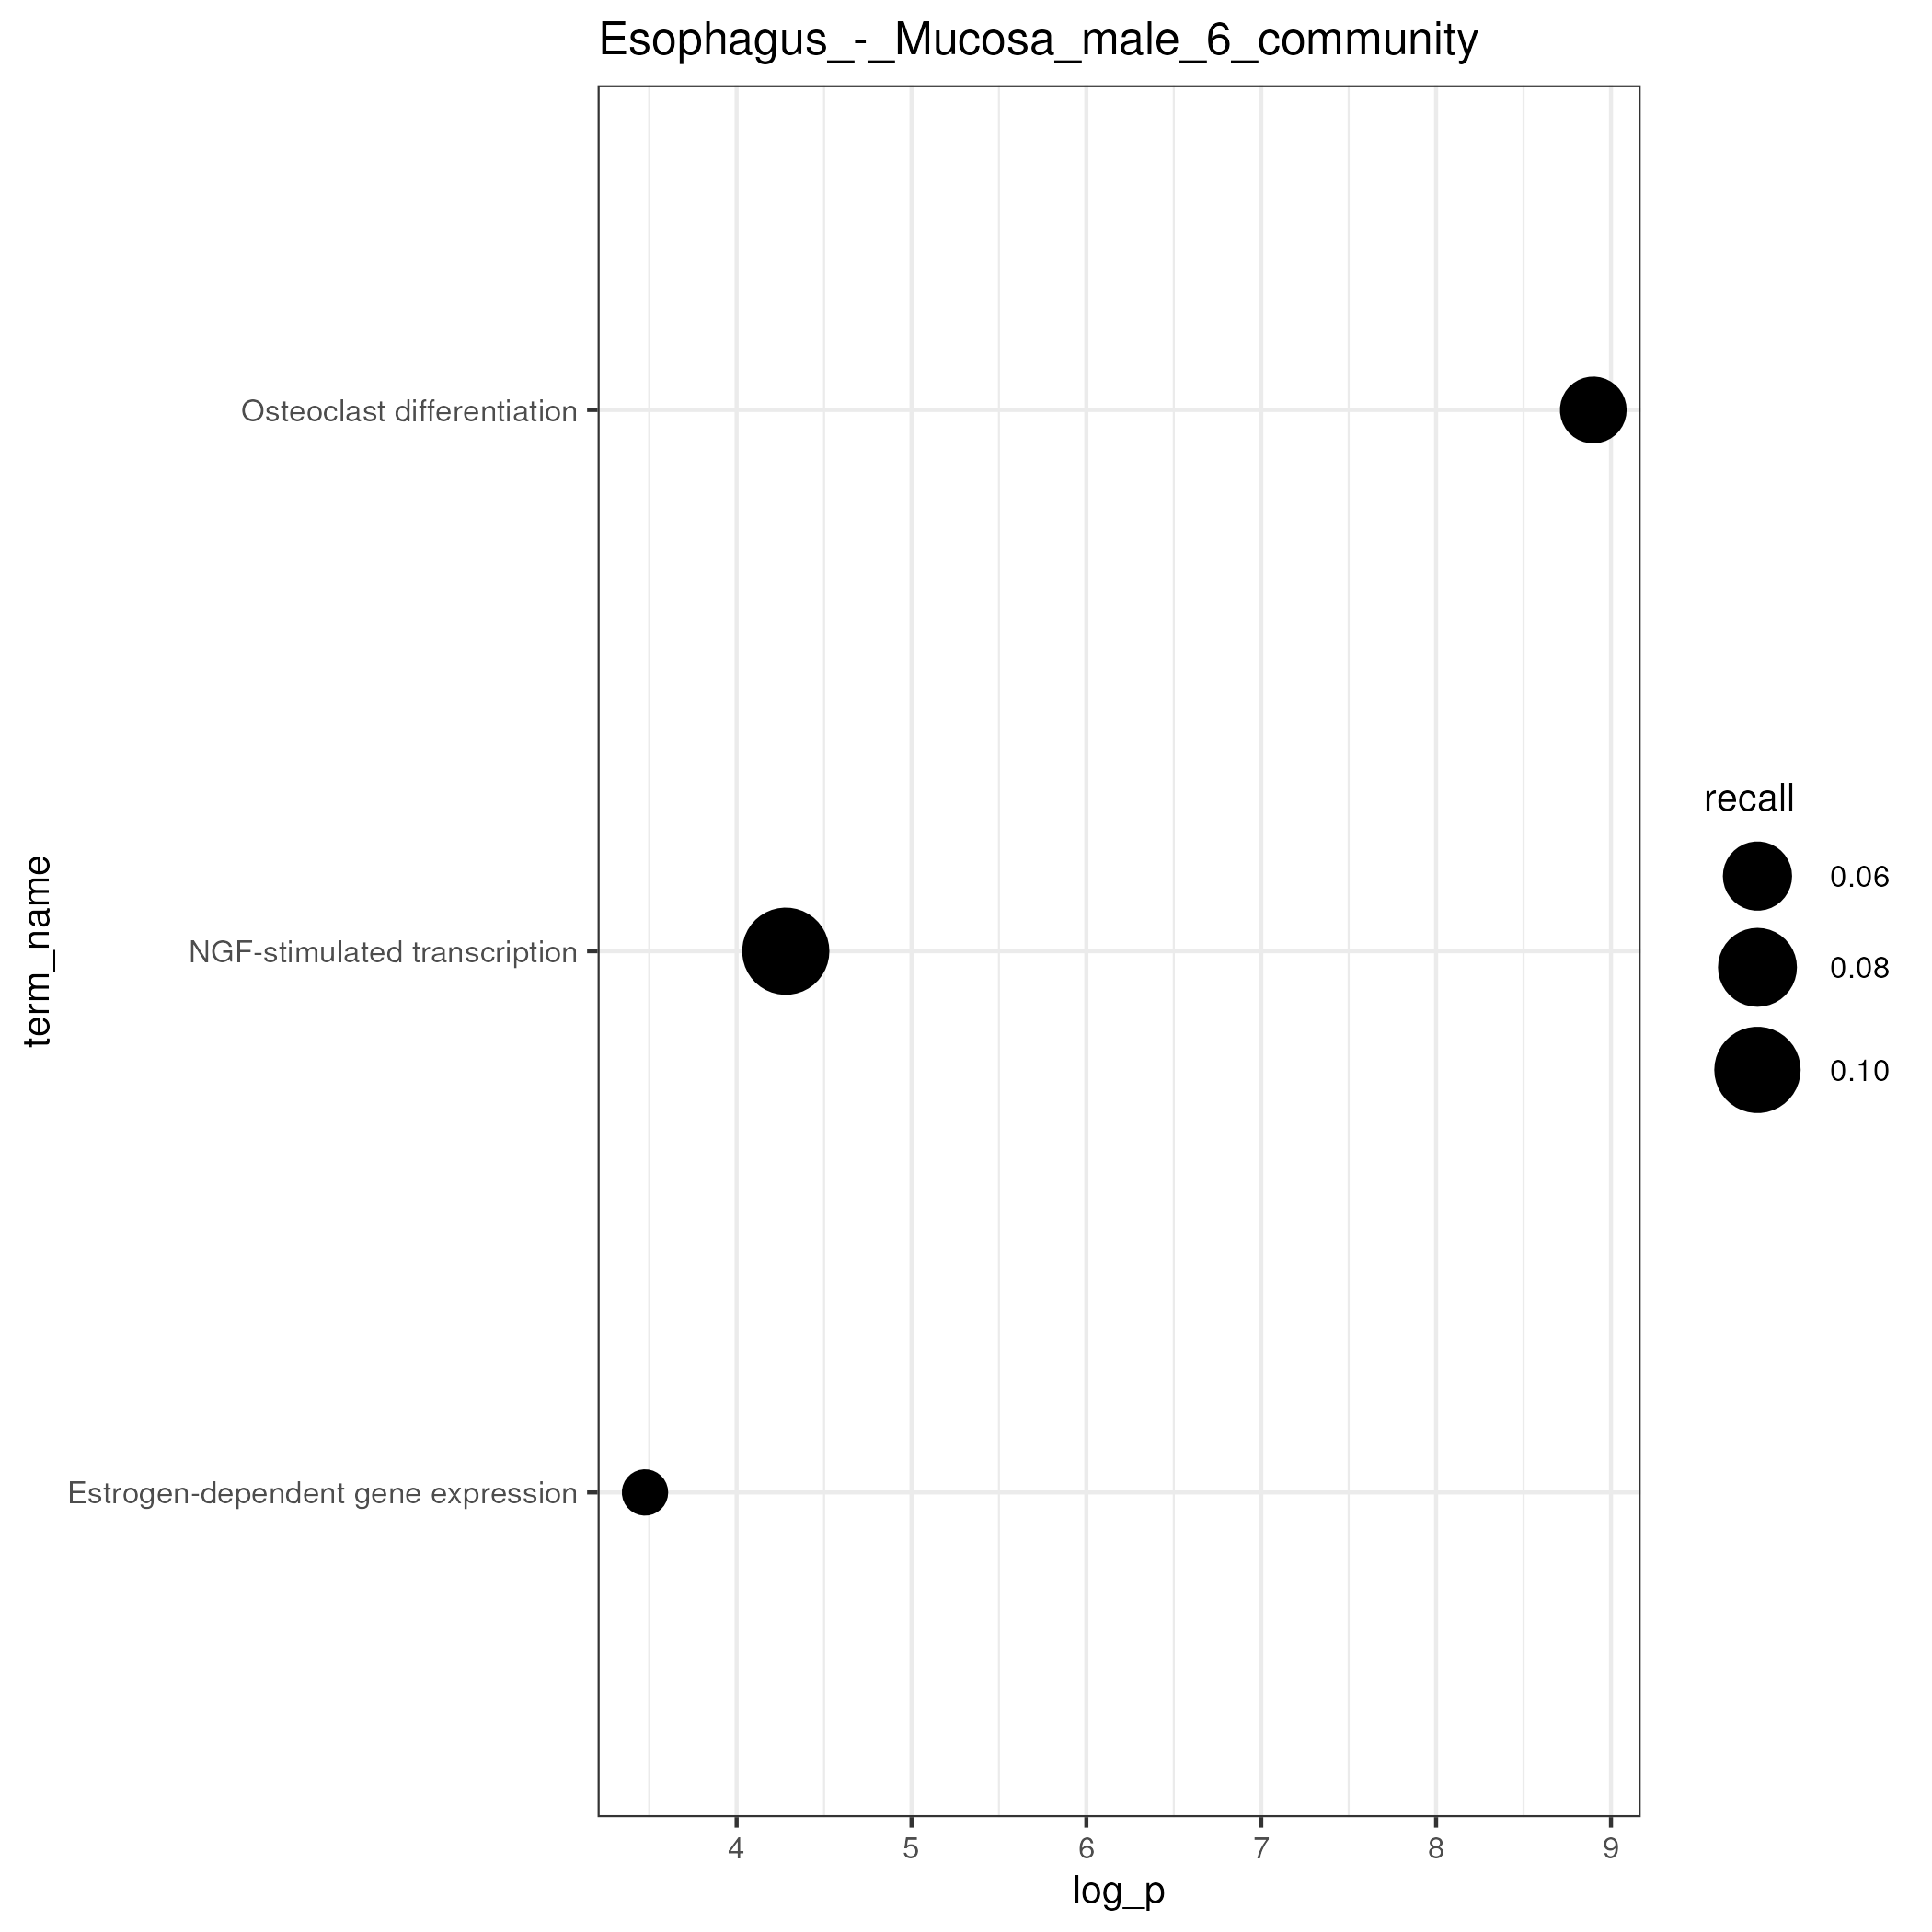 Esophagus_-_Mucosa_male_6_community
term_name
Osteoclast differentiation
NGF-stimulated transcription
Estrogen-dependent gene expression
4 5 6 7 8 9
log_p
recall
0.06
0.08
0.10